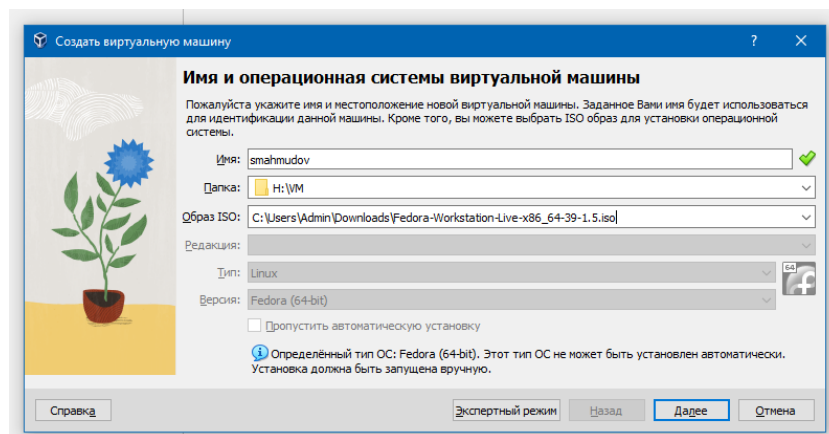 Создать виртуальную машину
?
Имя и операционная системы виртуальной машины
Пожалуйста укажите имя и местоположение новой виртуальной машины. Заданное Вами имя будет использоваться
для идентификации данной машины. Кроме того, вы можете выбрать ISO образ для установки операционной
системы.
Имя: smahmudov
Папка: H:\VM
Образ ISO: C:\Users\Admin\Downloads\Fedora-Workstation-Live-x86_64-39-1.5.iso
Редакция:
Тип: Linux
64
Версия: Fedora (64-bit)
Пропустить автоматическую установку
Определённый тип ОС: Fedora (64-bit). Этот тип ОС не может быть установлен автоматически.
Установка должна быть запущена вручную.
Справка Экспертный режим Назад Далее Отмена